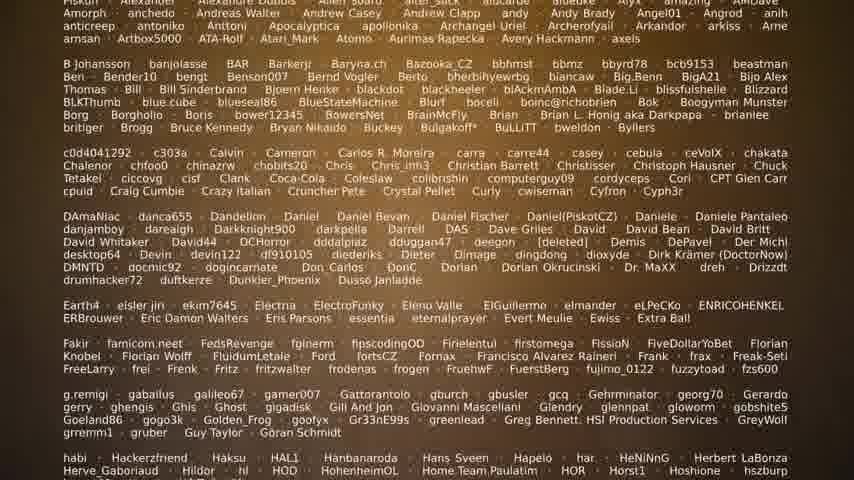 Amorph · anchedo · Andreas Walter · Andrew Casey · Andrew Clapp · andy · Andy Brady · Angel01 · Angrod · anih
anticreep · antoniko · Anttoni · Apocalyptica · apollonika · Archangel Uriel · Archerofyail · Arkandor · arkiss · Arne
arnsan · Artbox5000 · ATA-Rolf · Atari_Mark · Atomo · Aurimas Rapecka · Avery Hackmann · axels
B Johansson · banjolasse · BAR · Barkerjr · Baryna.ch · Bazooka_CZ · bbhmst · bbmz · bbyrd78 · bcb9153 · beastman
Ben · Bender10 · bengt · Benson007 · Bernd Vogler · Berto · bherbihyewrbg · biancaw · Big.Benn · BigA21 · Bijo Alex
Thomas · Bill · Bill Sinderbrand · Bjoern Henke · blackdot · blackheeler · blAckmAmbA · Blade.Li · blissfulshelle · Blizzard
BLKThumb · blue.cube · blueseal86 · BlueStateMachine · Blurf · boceli · boinc@richobrien · Bok · Boogyman Munster
Borg · Borgholio · Boris · bower12345 · BowersNet · BrainMcFly · Brian · Brian L. Honig aka Darkpapa · brianlee
britiger · Brogg · Bruce Kennedy · Bryan Nikaido · Buckey · Bulgakoff* · BuLLiTT · bweldon · Byllers
c0d4041292 · c303a · Calvin · Cameron · Carlos R. Moreira · carra · carre44 · casey · cebula · ceVoIX · chakata
Chalenor · chfoo0 · chinazrw · chobits20 · Chris · Chris_imh3 · Christian Barrett · Christisser · Christoph Hausner · Chuck
Tetakel · ciccovg · cisf · Clank · Coca-Cola · Coleslaw · colibrishin · computerguy09 · cordyceps · Cori · CPT Glen Carr
cpuid · Craig Cumbie · Crazy Italian · Cruncher Pete · Crystal Pellet · Curly · cwiseman · Cyfron · Cyph3r
DAmaNiac · danca655 · Dandelion · Daniel · Daniel Bevan · Daniel Fischer · Daniel(PiskotCZ) · Daniele · Daniele Pantaleo
danjamboy · dareaigh · Darkknight900 · darkpella · Darrell · DAS · Dave Griles · David · David Bean · David Britt
David Whitaker · David44 · DCHorror · dddalpiaz · dduggan47 · deegon · [deleted] · Demis · DePavel · Der Michl
desktop64 · Devin · devin122 · df910105 · diederiks · Dieter · Dimage · dingdong · dioxyde · Dirk Krämer (DoctorNow)
DMNTD · docmic92 · dogincarnate · Don_Carlos · DonC · Dorian · Dorian Okrucinski · Dr. MaXX · dreh · Drizzdt
drumhacker72 · duftkerze · Dunkler_Phoenix · Dusso Janladde
Earth4 · eisler jin · ekim7645 · Electria · ElectroFunky · Eleno Valle · ElGuillermo · elmander · eLPeCKo · ENRICOHENKEL
ERBrouwer · Eric Damon Walters · Eris Parsons · essentia · eternalprayer · Evert Meulie · Ewiss · Extra Ball
Fakir · famicom.neet · FedsRevenge · fginerm · fipscodingOD · Firielentul · firstomega · FissioN · FiveDollarYoBet · Florian
Knobel · Florian Wolff · FluidumLetale · Ford · fortsCZ · Fornax · Francisco Alvarez Raineri · Frank · frax · Freak-Seti
FreeLarry · frei · Frenk · Fritz · fritzwalter · frodenas · frogen · FruehwF · FuerstBerg · fujimo_0122 · fuzzytoad · fzs600
g.remigi · gabailus · galileo67 · gamer007 · Gattorantolo · gburch · gbusler · gcq · Gehrminator · georg70 · Gerardo
gerry · ghengis · Ghis · Ghost · gigadisk · Gill And Jon · Giovanni Mascellani · Glendry · glennpat · gloworm · gobshite5
Goeland86 · gogo3k · Golden_Frog · goofyx · Gr33nE99s · greenlead · Greg Bennett. HSI Production Services · GreyWolf
grremm1 · gruber · Guy Taylor · Göran Schmidt
habi · Hackerzfriend · Haksu · HAL1 · Hanbanaroda · Hans Sveen · Hapelo · har · HeNiNnG · Herbert LaBonza
Herve_Gaboriaud · Hildor · hl · HOD · HohenheimOL · Home.Team.Paulatim · HOR · Horst1 · Hoshione · hszburp